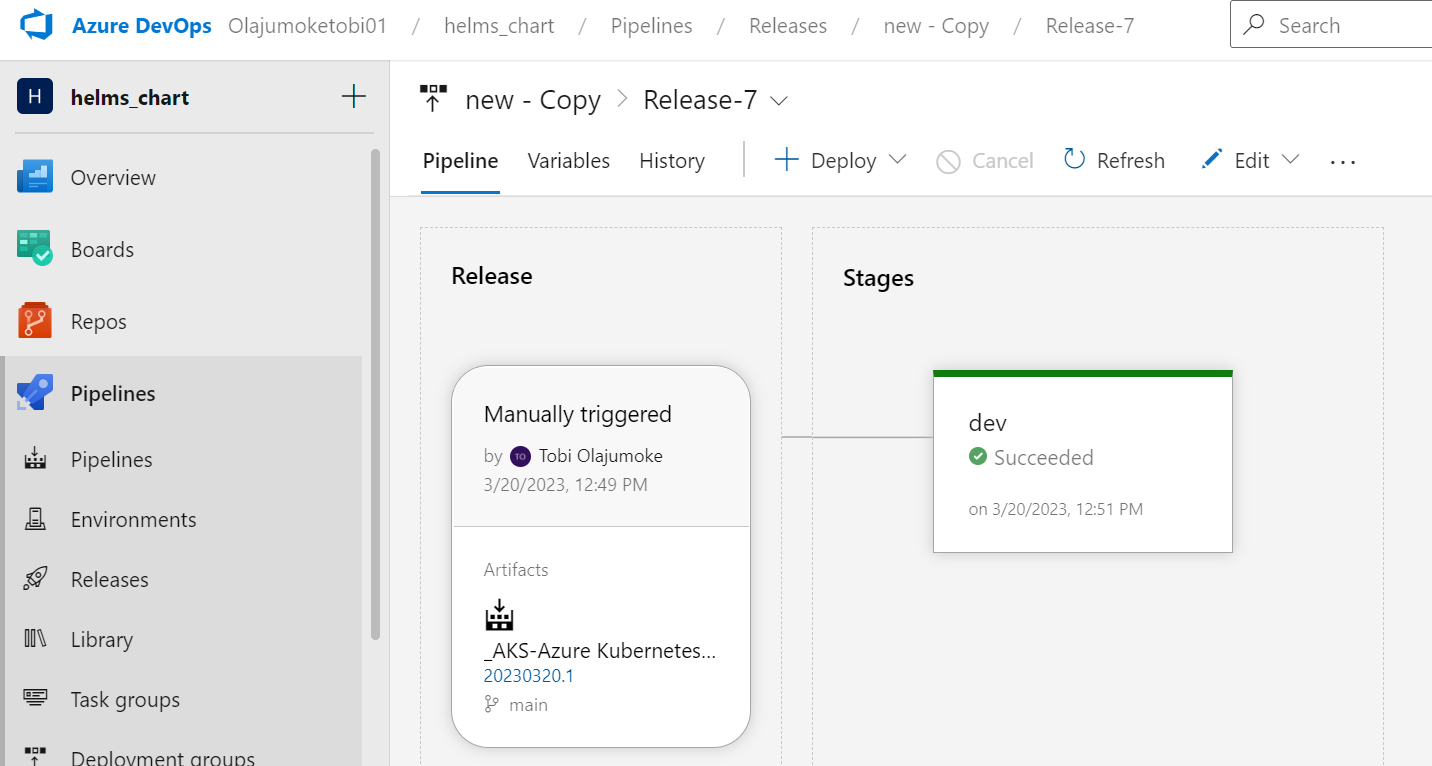 Azure DevOps Olajumoketobi01 / helms_chart / Pipelines / Releases / new - Copy / Release-7 Search
H helms_chart
Overview
Boards
Repos
Pipelines
Pipelines
Environments
Releases
Library
Task groups
Deployment groups
new - Copy > Release-7
Pipeline Variables History Deploy Cancel Refresh Edit ...
Release
Manually triggered
by TO Tobi Olajumoke
3/20/2023, 12:49 PM
Artifacts
_AKS-Azure Kubernetes...
20230320.1
main
Stages
dev
Succeeded
on 3/20/2023, 12:51 PM